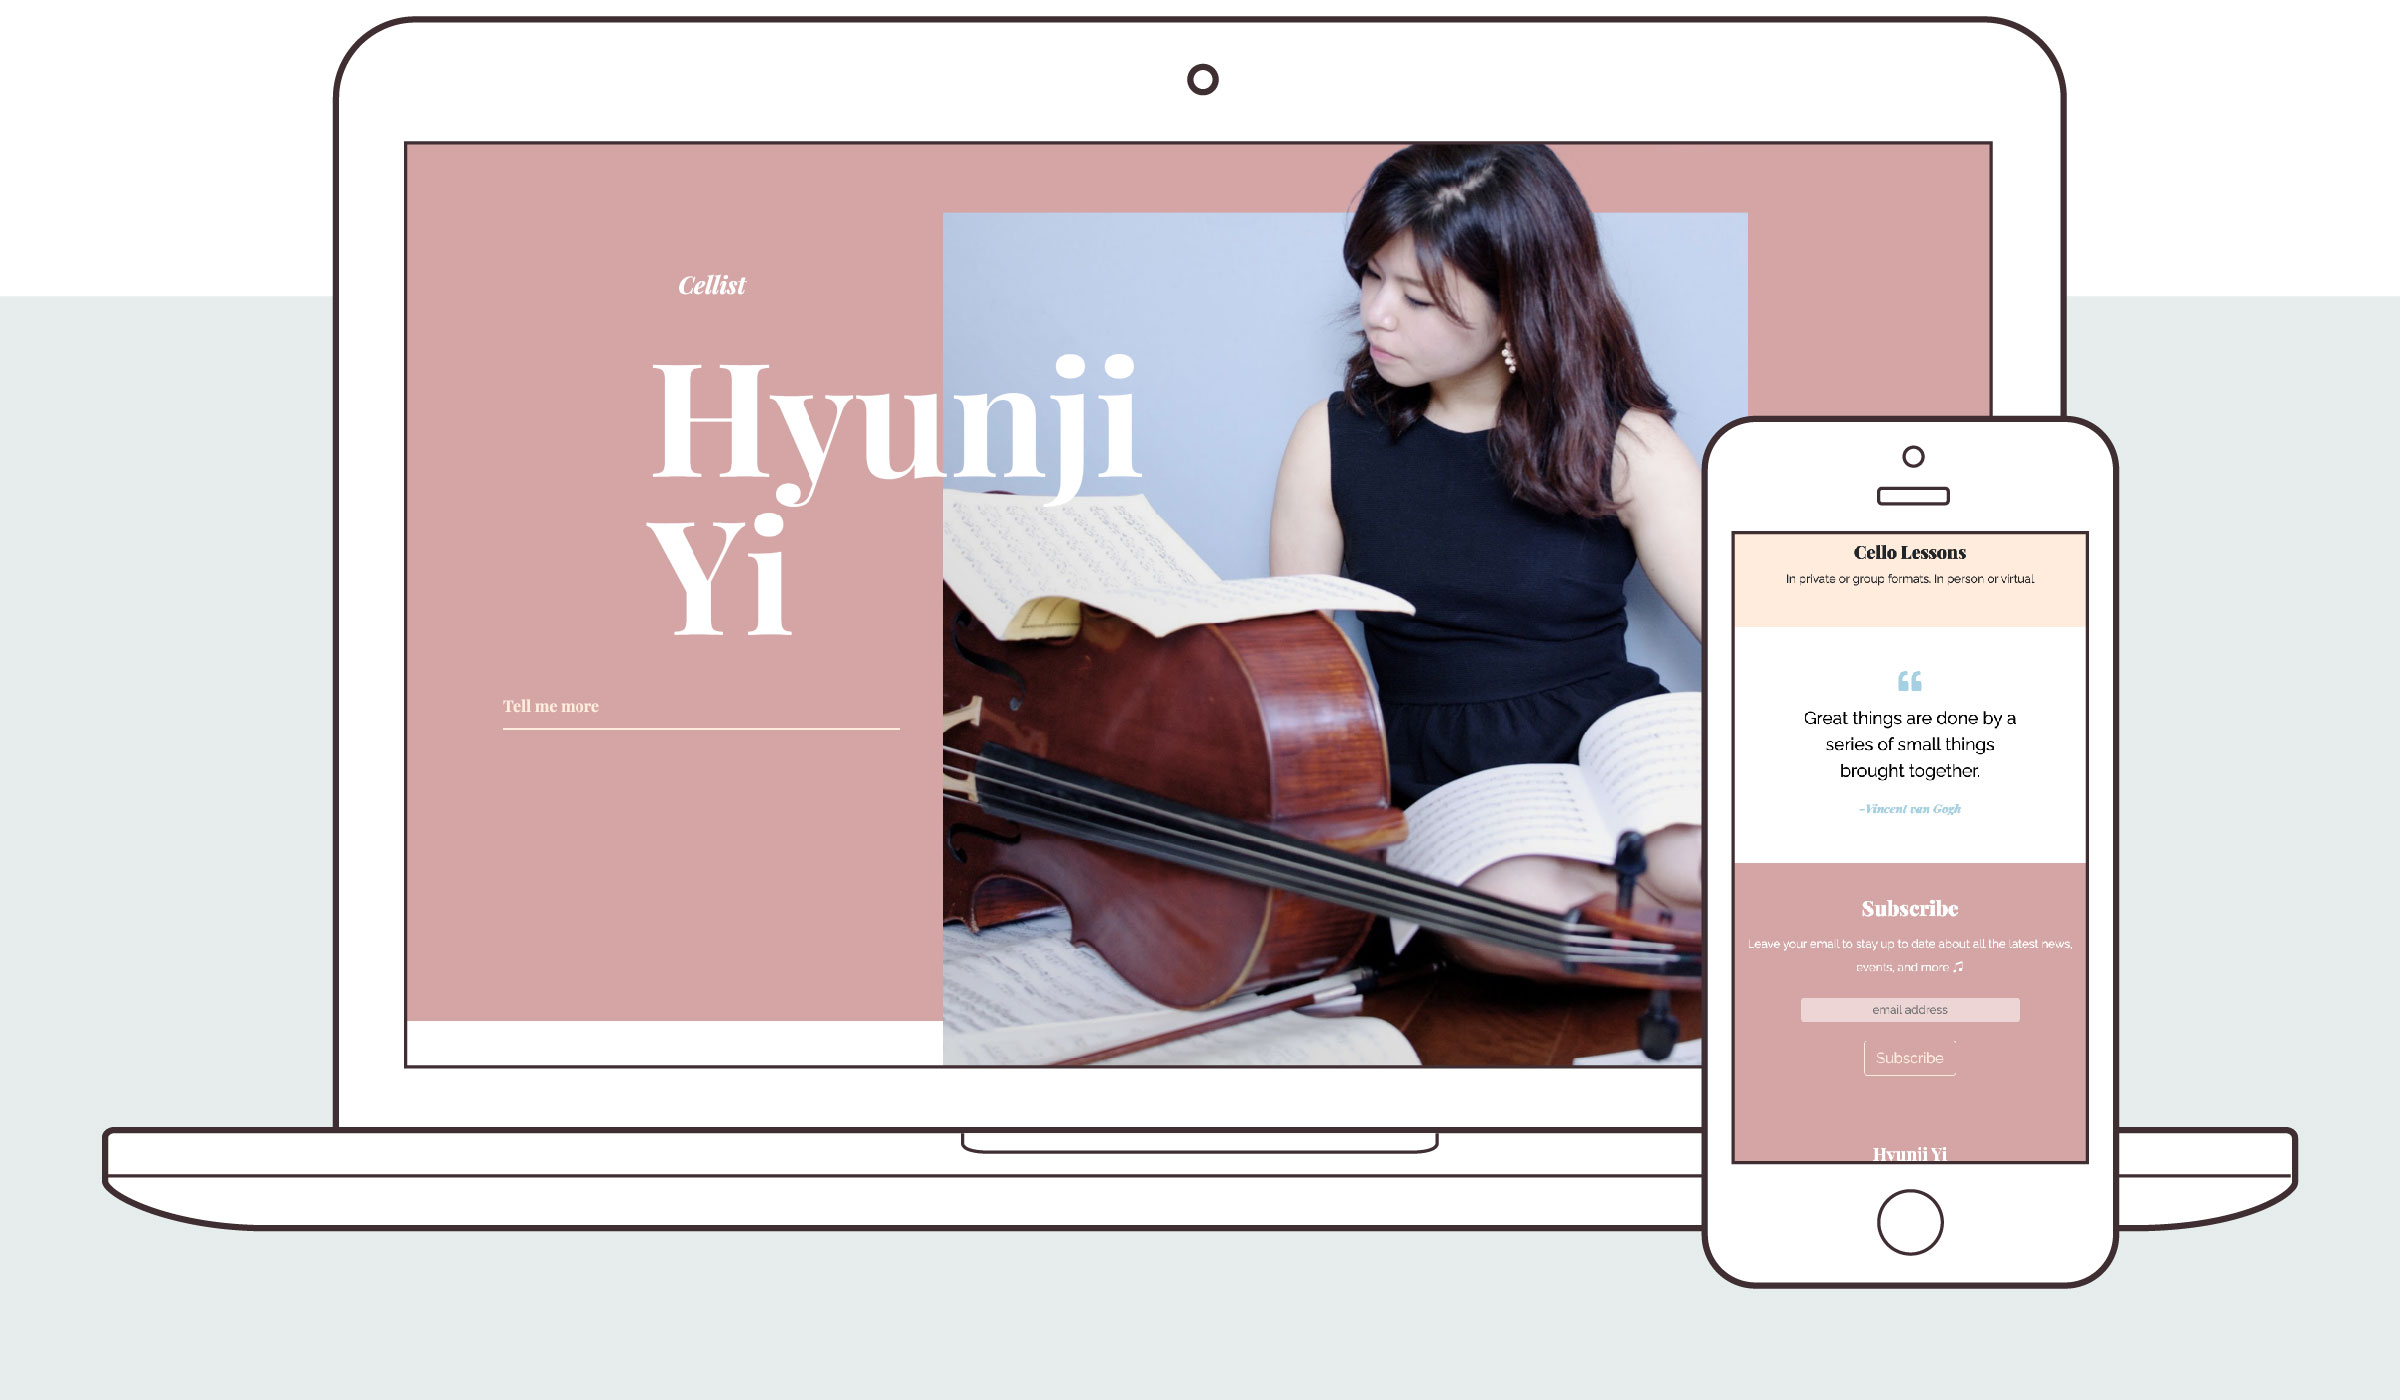 Cellist
Hyunji
Yi
Tell me more
Cello Lessons
In private or group formats. In person or virtual
Great things are done by a
series of small things
brought together.
-Vincent van Gogh
Subscribe
Leave your email to stay up to date about all the latest news,
events, and more 🎵
email address
Subscribe
Hyunji Yi